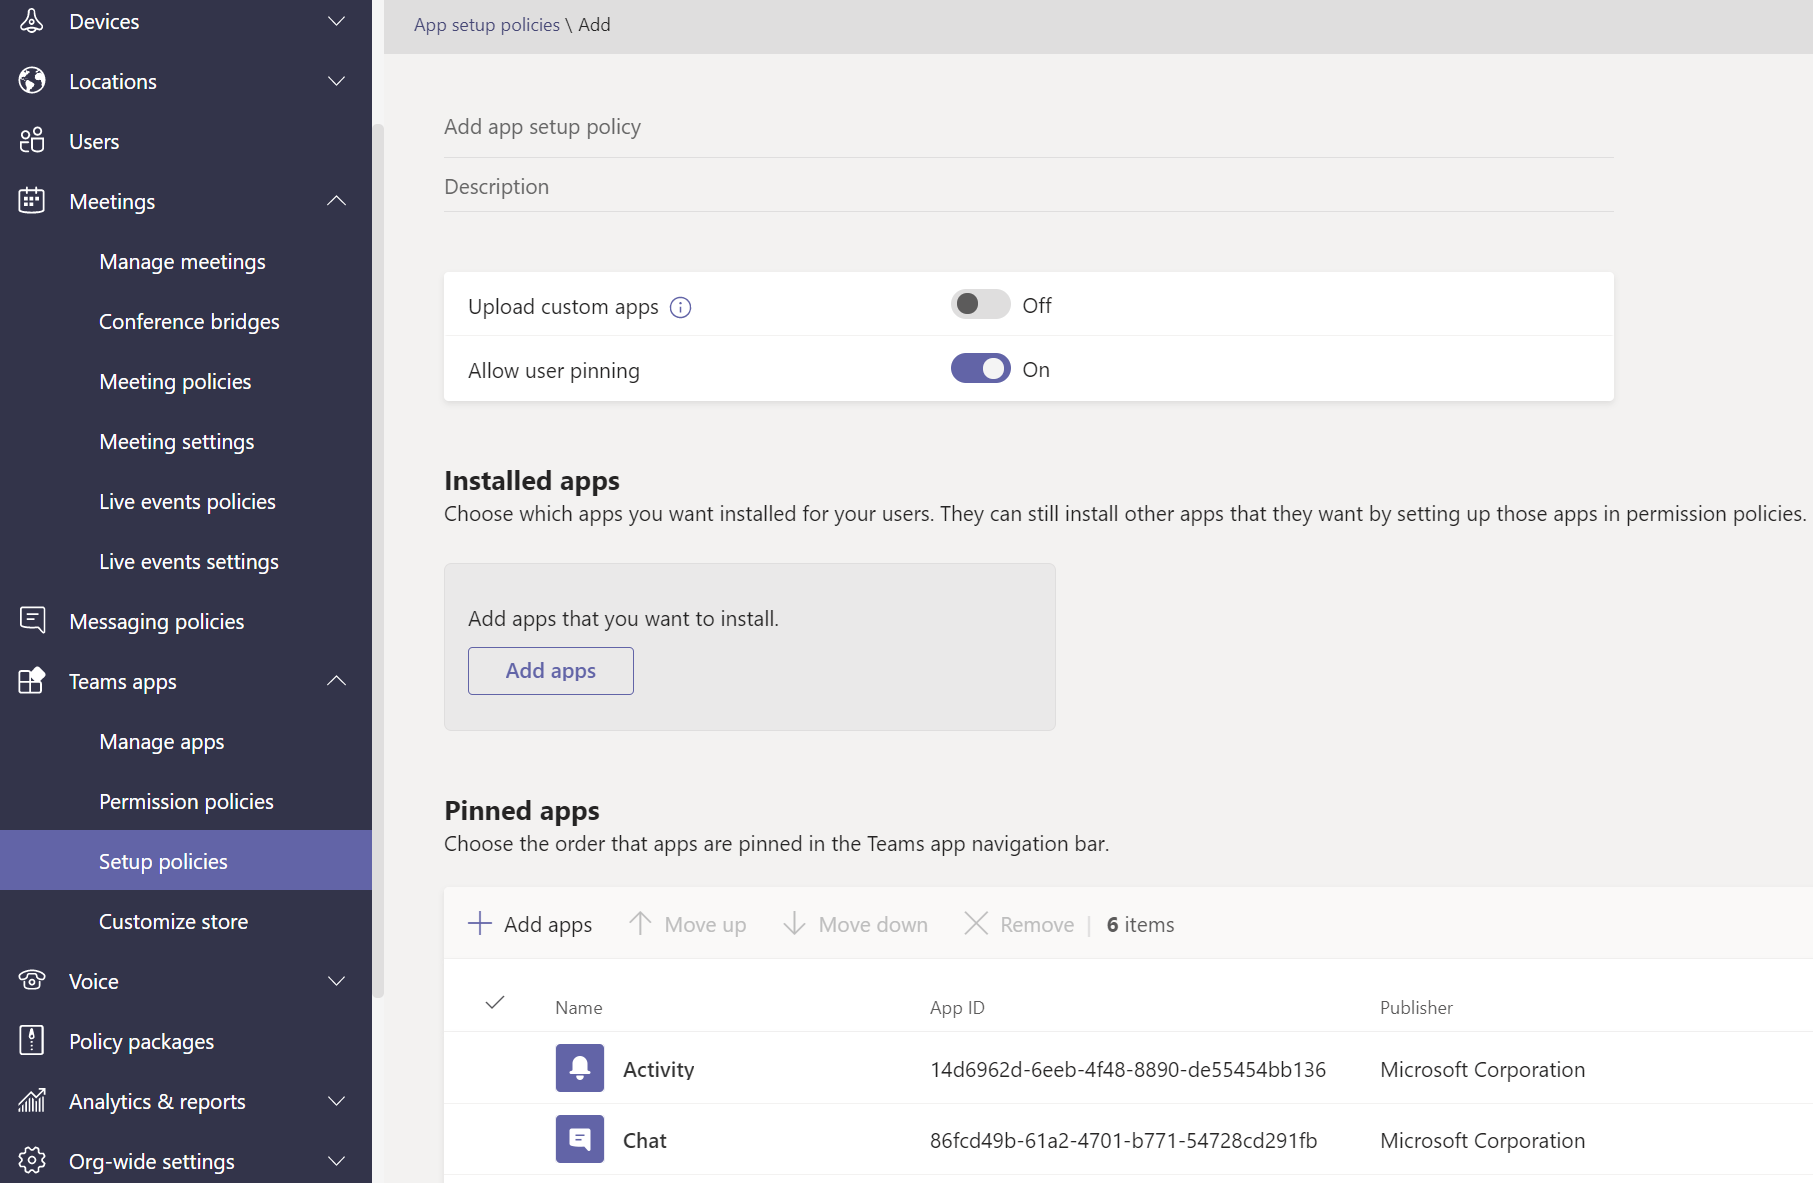 Devices
Locations
Users
Meetings
Manage meetings
Conference bridges
Meeting policies
Meeting settings
Live events policies
Live events settings
Messaging policies
Teams apps
Manage apps
Permission policies
Setup policies
Customize store
Voice
Policy packages
Analytics & reports
Org-wide settings
App setup policies \ Add
Add app setup policy
Description
Upload custom apps Off
Allow user pinning On
Installed apps
Choose which apps you want installed for your users. They can still install other apps that they want by setting up those apps in permission policies.
Add apps that you want to install.
Add apps
Pinned apps
Choose the order that apps are pinned in the Teams app navigation bar.
Add apps Move up Move down Remove | 6 items
Name App ID Publisher
Activity 14d6962d-6eeb-4f48-8890-de55454bb136 Microsoft Corporation
Chat 86fcd49b-61a2-4701-b771-54728cd291fb Microsoft Corporation